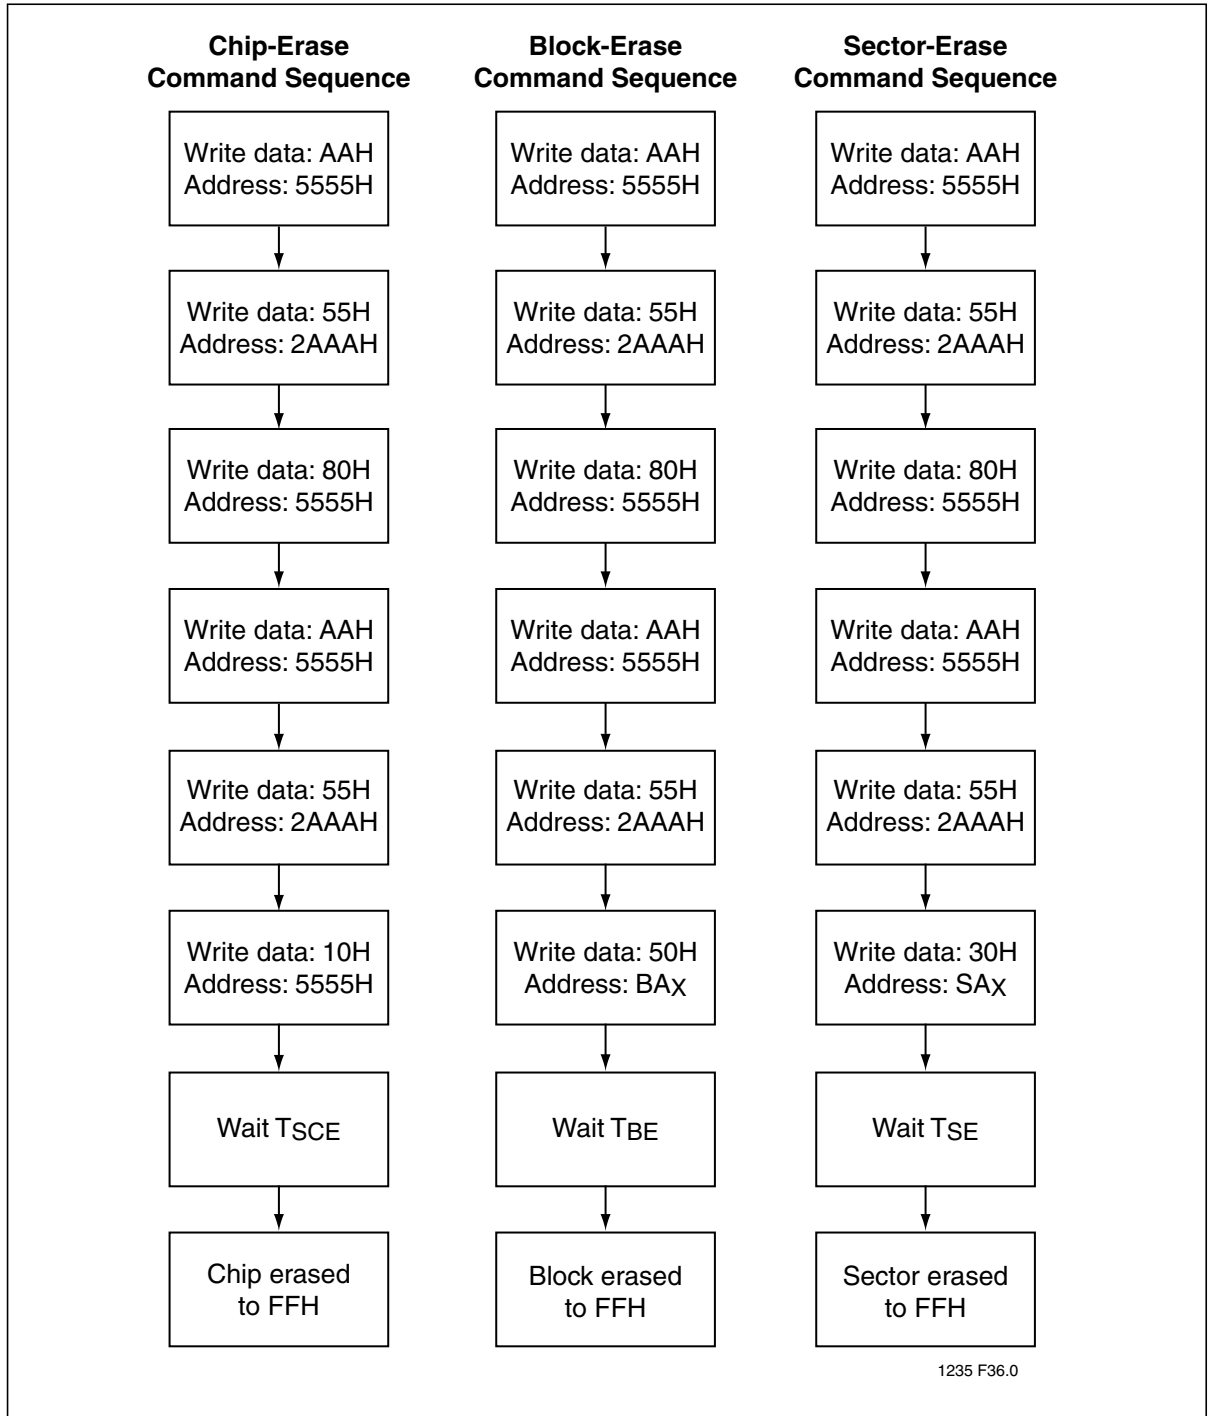 Chip-Erase
Command Sequence
Write data: AAH
Address: 5555H
Write data: 55H
Address: 2AAAH
Write data: 80H
Address: 5555H
Write data: AAH
Address: 5555H
Write data: 55H
Address: 2AAAH
Write data: 10H
Address: 5555H
Wait TSCE
Chip erased
to FFH
Block-Erase
Command Sequence
Write data: AAH
Address: 5555H
Write data: 55H
Address: 2AAAH
Write data: 80H
Address: 5555H
Write data: AAH
Address: 5555H
Write data: 55H
Address: 2AAAH
Write data: 50H
Address: BAX
Wait TBE
Block erased
to FFH
Sector-Erase
Command Sequence
Write data: AAH
Address: 5555H
Write data: 55H
Address: 2AAAH
Write data: 80H
Address: 5555H
Write data: AAH
Address: 5555H
Write data: 55H
Address: 2AAAH
Write data: 30H
Address: SAX
Wait TSE
Sector erased
to FFH
1235 F36.0